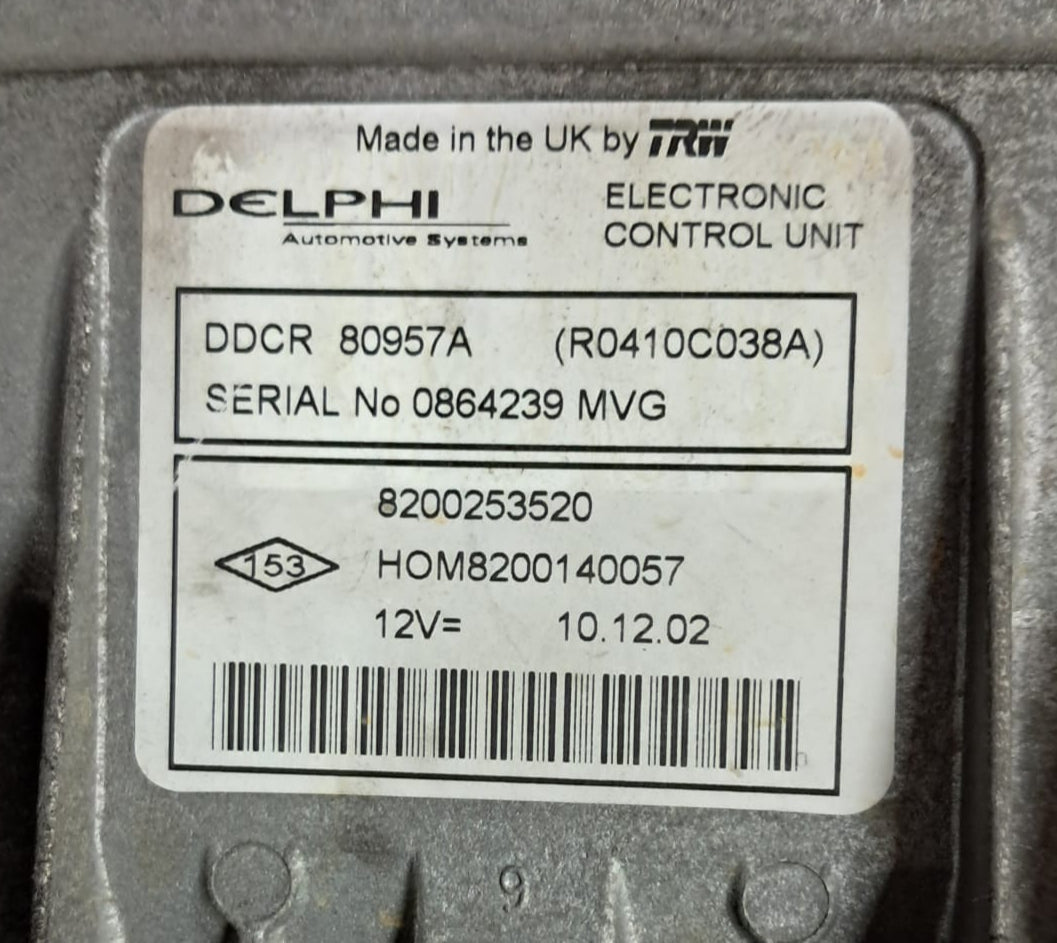 Made in the UK by TRW
DELPHI
Automotive Systems
ELECTRONIC
CONTROL UNIT
DDCR 80957A (R0410C038A)
SERIAL No 0864239 MVG
8200253520
153 HOM8200140057
12V= 10.12.02
9